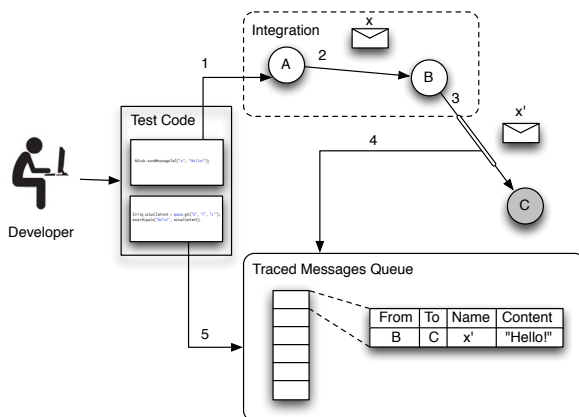 x
Integration
1
A
2
B
3
x'
Test Code
4
C
Developer
Traced Messages Queue
5
From To Name Content
B C x' "Hello!"